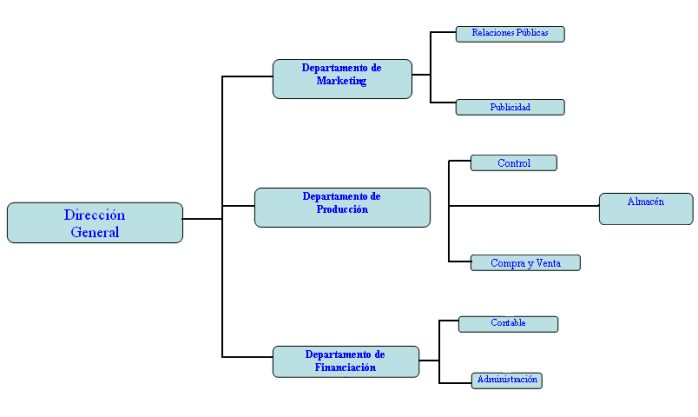 Relaciones Públicas
Departamento de
Marketing
Publicidad
Control
Departamento de
Producción
Almacén
Dirección
General
Compra y Venta
Contable
Departamento de
Financiación
Administración